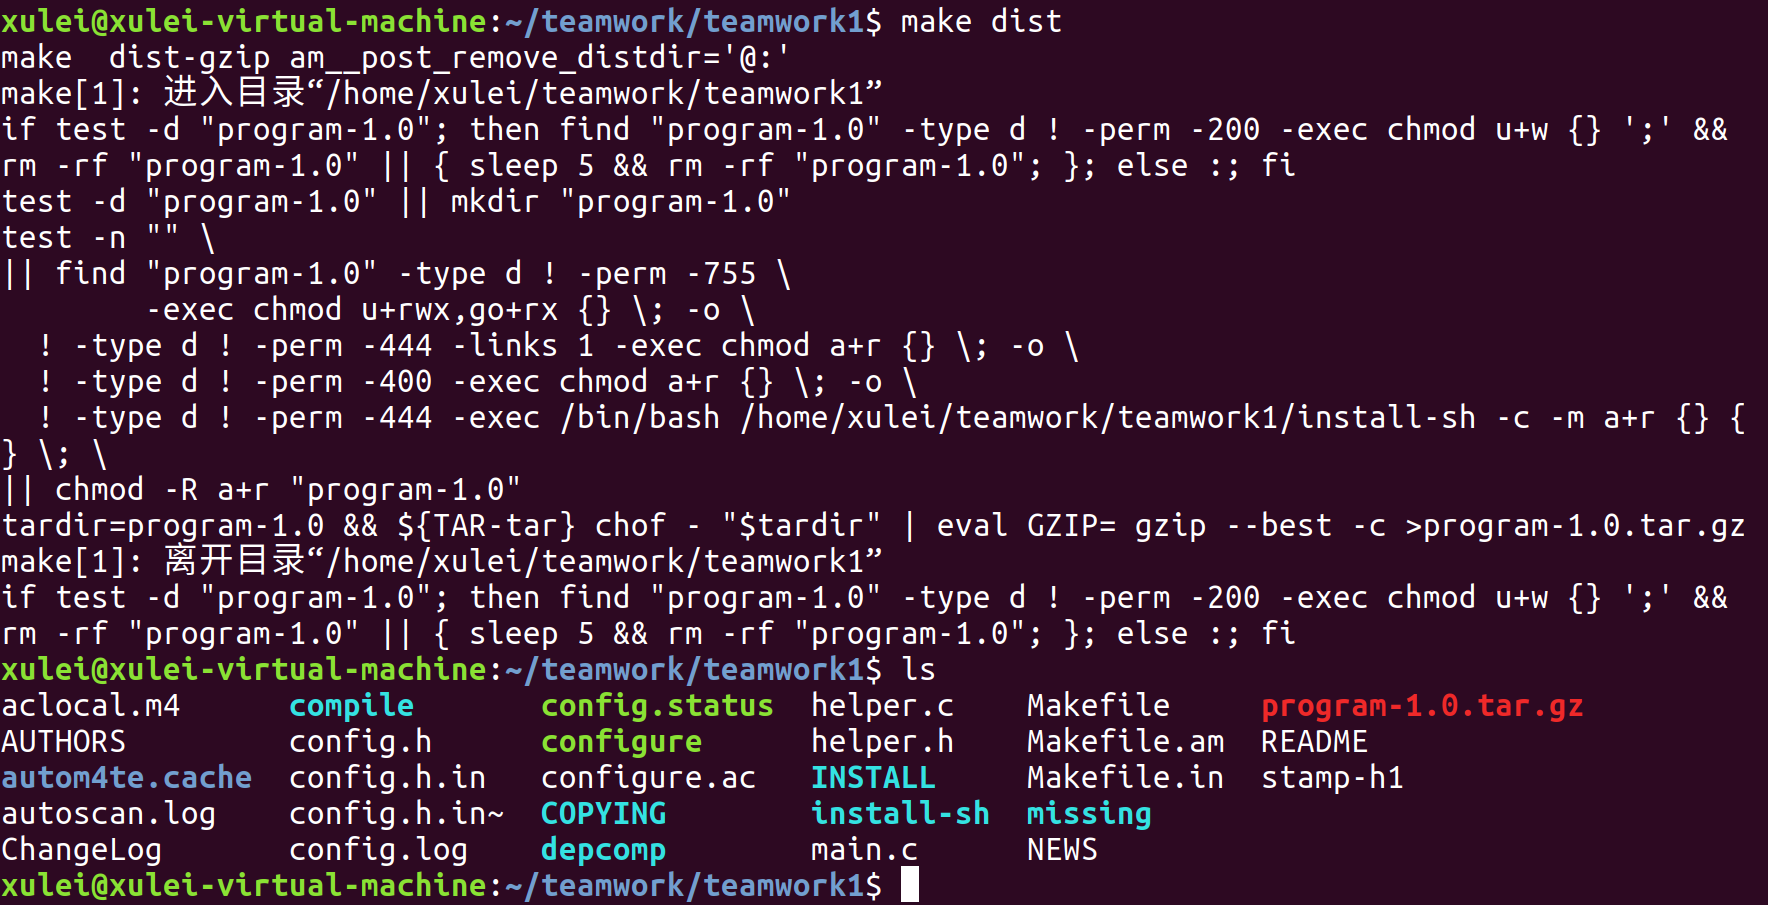 xulei@xulei-virtual-machine:~/teamwork/teamwork1$ make dist
make  dist-gzip am__post_remove_distdir='@:'
make[1]: 进入目录“/home/xulei/teamwork/teamwork1”
if test -d "program-1.0"; then find "program-1.0" -type d ! -perm -200 -exec chmod u+w {} ';' &&
rm -rf "program-1.0" || { sleep 5 && rm -rf "program-1.0"; }; else :; fi
test -d "program-1.0" || mkdir "program-1.0"
test -n "" \
|| find "program-1.0" -type d ! -perm -755 \
        -exec chmod u+rwx,go+rx {} \; -o \
  ! -type d ! -perm -444 -links 1 -exec chmod a+r {} \; -o \
  ! -type d ! -perm -400 -exec chmod a+r {} \; -o \
  ! -type d ! -perm -444 -exec /bin/bash /home/xulei/teamwork/teamwork1/install-sh -c -m a+r {} {
} \; \
|| chmod -R a+r "program-1.0"
tardir=program-1.0 && ${TAR-tar} chof - "$tardir" | eval GZIP= gzip --best -c >program-1.0.tar.gz
make[1]: 离开目录“/home/xulei/teamwork/teamwork1”
if test -d "program-1.0"; then find "program-1.0" -type d ! -perm -200 -exec chmod u+w {} ';' &&
rm -rf "program-1.0" || { sleep 5 && rm -rf "program-1.0"; }; else :; fi
xulei@xulei-virtual-machine:~/teamwork/teamwork1$ ls
aclocal.m4      compile       config.status  helper.c    Makefile     program-1.0.tar.gz
AUTHORS         config.h      configure      helper.h    Makefile.am  README
autom4te.cache  config.h.in   configure.ac   INSTALL     Makefile.in  stamp-h1
autoscan.log    config.h.in~  COPYING        install-sh  missing
ChangeLog       config.log    depcomp        main.c      NEWS
xulei@xulei-virtual-machine:~/teamwork/teamwork1$